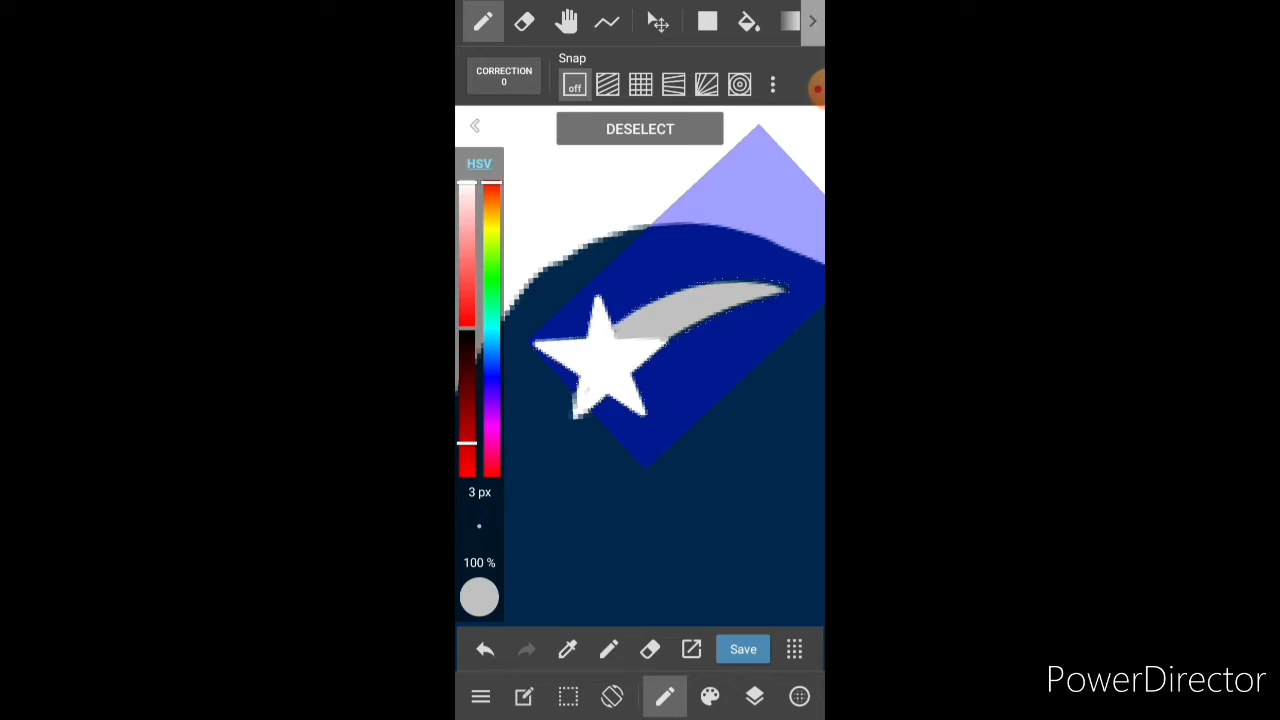 CORRECTION
0
Snap
off
DESELECT
HSV
3 px
100 %
Save
PowerDirector